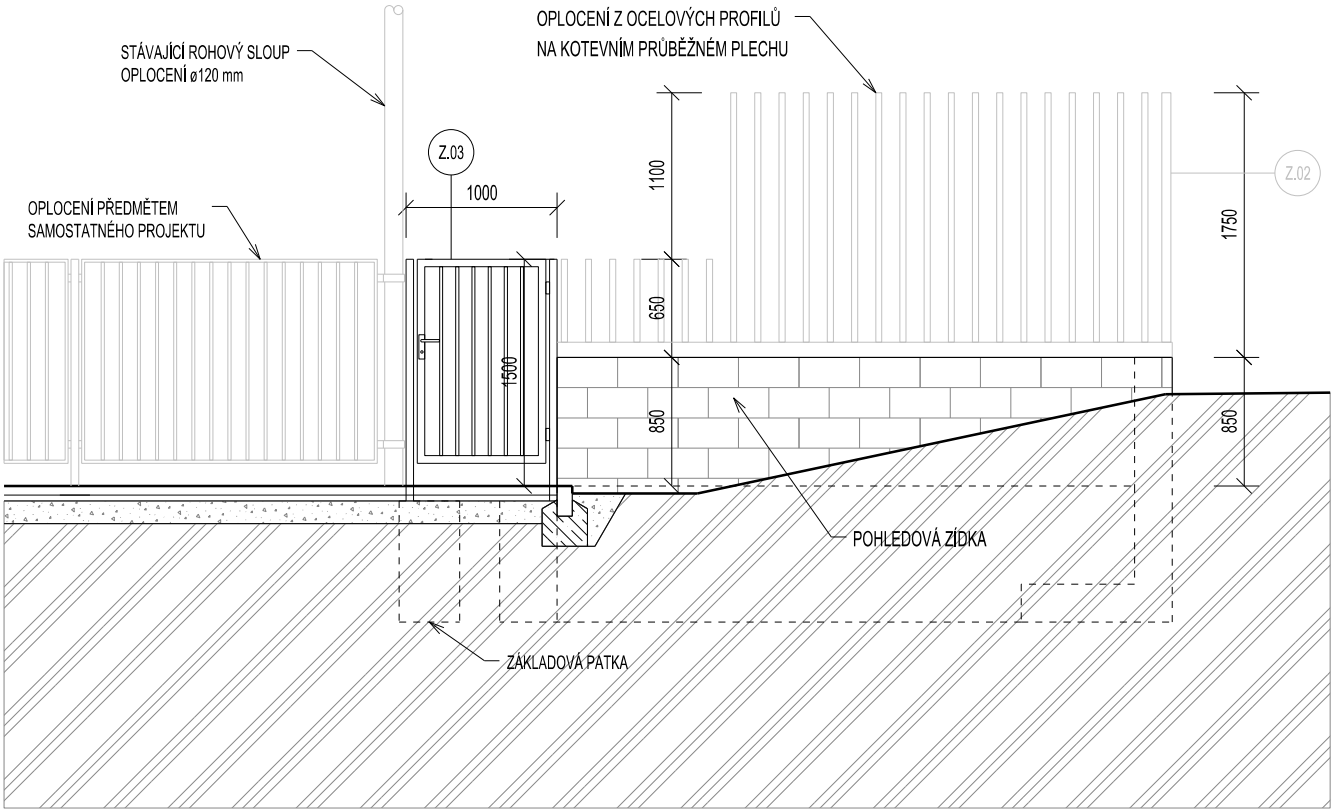 OPLOCENÍ Z OCELOVÝCH PROFILŮ
NA KOTEVNÍM PRŮBĚŽNÉM PLECHU
STÁVAJÍCÍ ROHOVÝ SLOUP
OPLOCENÍ ø120 mm
Z.03
1000
1100
Z.02
1750
OPLOCENÍ PŘEDMĚTEM
SAMOSTATNÉHO PROJEKTU
650
1500
850
850
POHLEDOVÁ ZÍDKA
ZÁKLADOVÁ PATKA